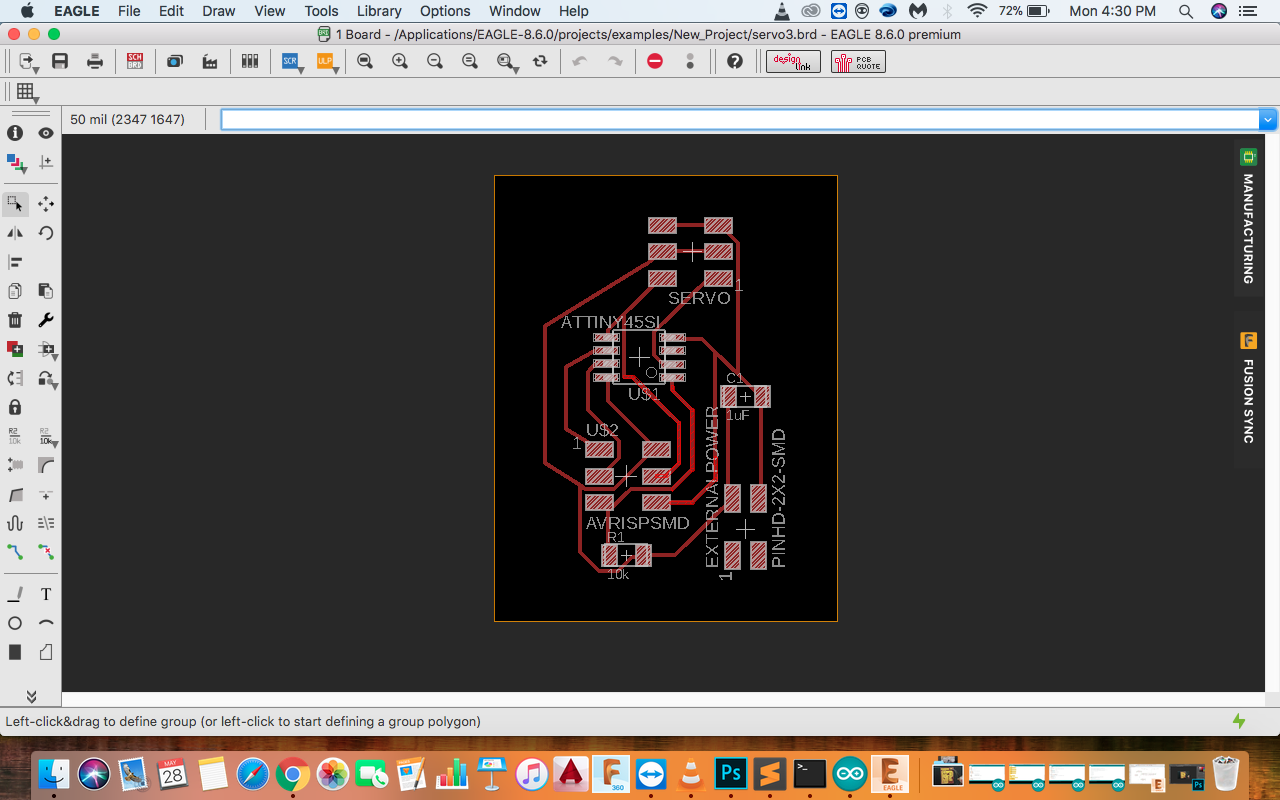 EAGLE File Edit Draw View Tools Library Options Window Help 72% Mon 4:30 PM
1 Board - /Applications/EAGLE-8.6.0/projects/examples/New_Project/servo3.brd - EAGLE 8.6.0 premium
SCH BRD SCR ULP design link PCB QUOTE
50 mil (2347 1647)
MANUFACTURING
FUSION SYNC
1
SERVO
ATTINY45SI
U$1
C1
1uF
U$2
1
AVRISPSMD
R1
10k
EXTERNALPOWER
PINHD-2X2-SMD
1
R2 R2
10k 10k
T
Left-click&drag to define group (or left-click to start defining a group polygon)
MAY
28
F
360
Ps
>_
E
EAGLE